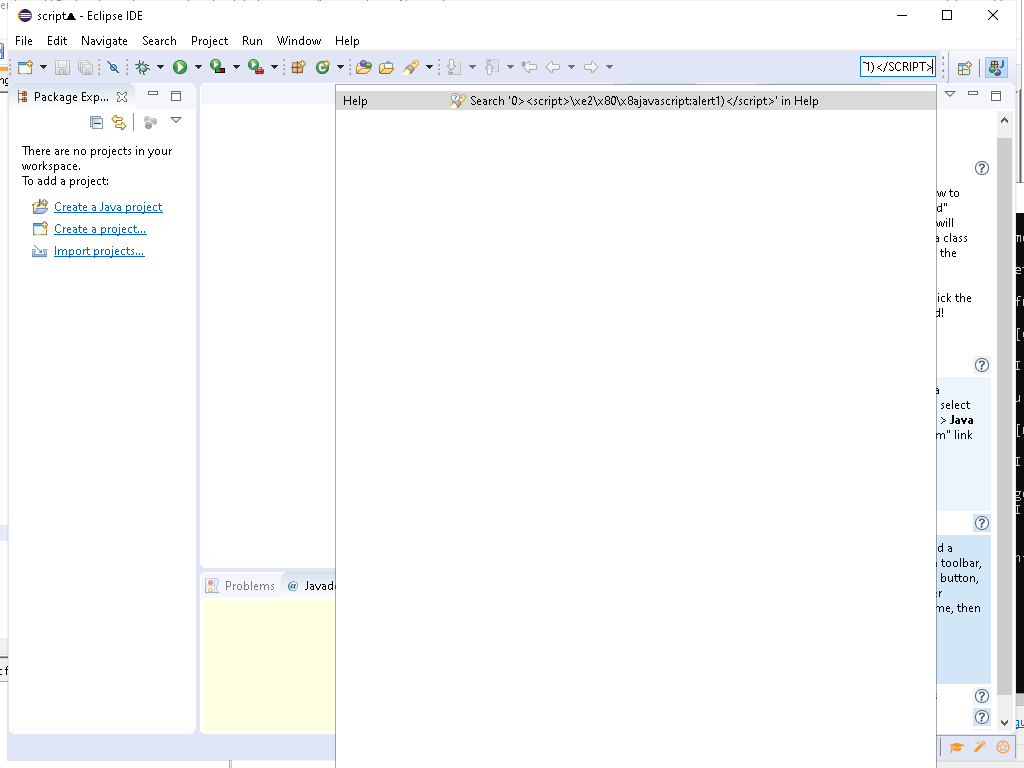 script▲ - Eclipse IDE
File Edit Navigate Search Project Run Window Help
1)</SCRIPT>
Package Exp...
Help Search '0><script>\xe2\x80\x8ajavascript:alert1)</script>' in Help
There are no projects in your
workspace.
To add a project:
Create a Java project
Create a project...
Import projects...
w to
d"
will
a class
the
ick the
d!
a
select
> Java
m" link
d a
toolbar,
button,
er
me, then
Problems @ Javad